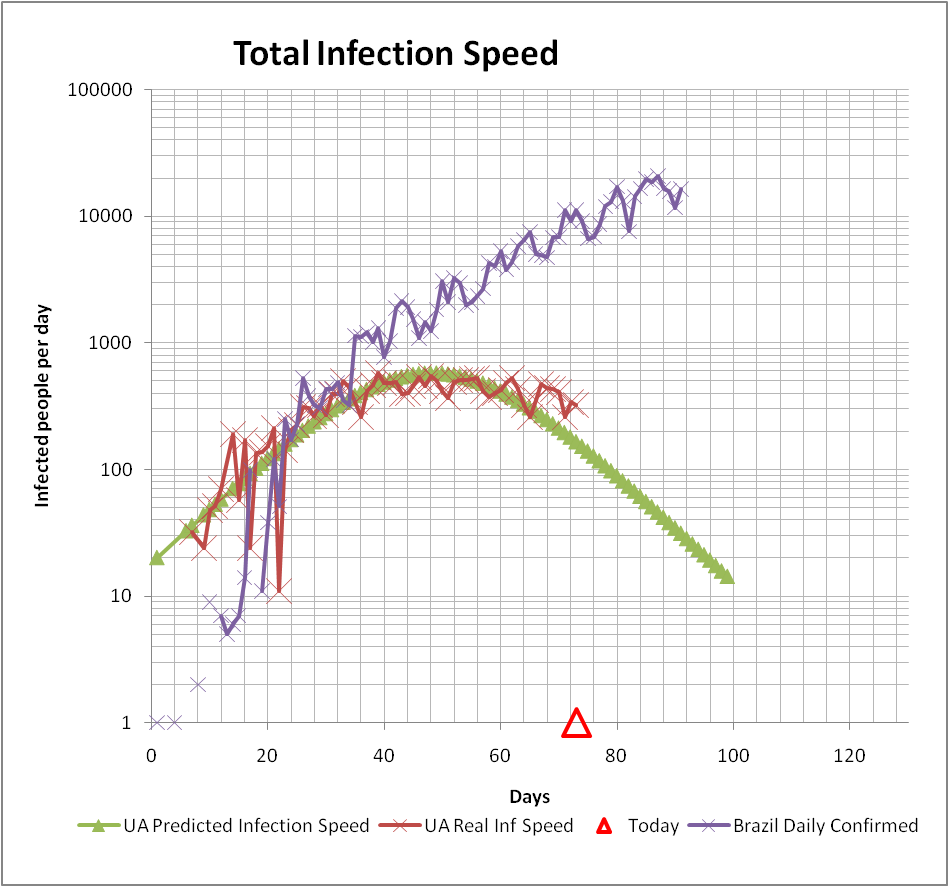 Total Infection Speed
100000
10000
1000
100
10
1
Infected people per day
0 20 40 60 80 100 120
Days
UA Predicted Infection Speed UA Real Inf Speed Today Brazil Daily Confirmed